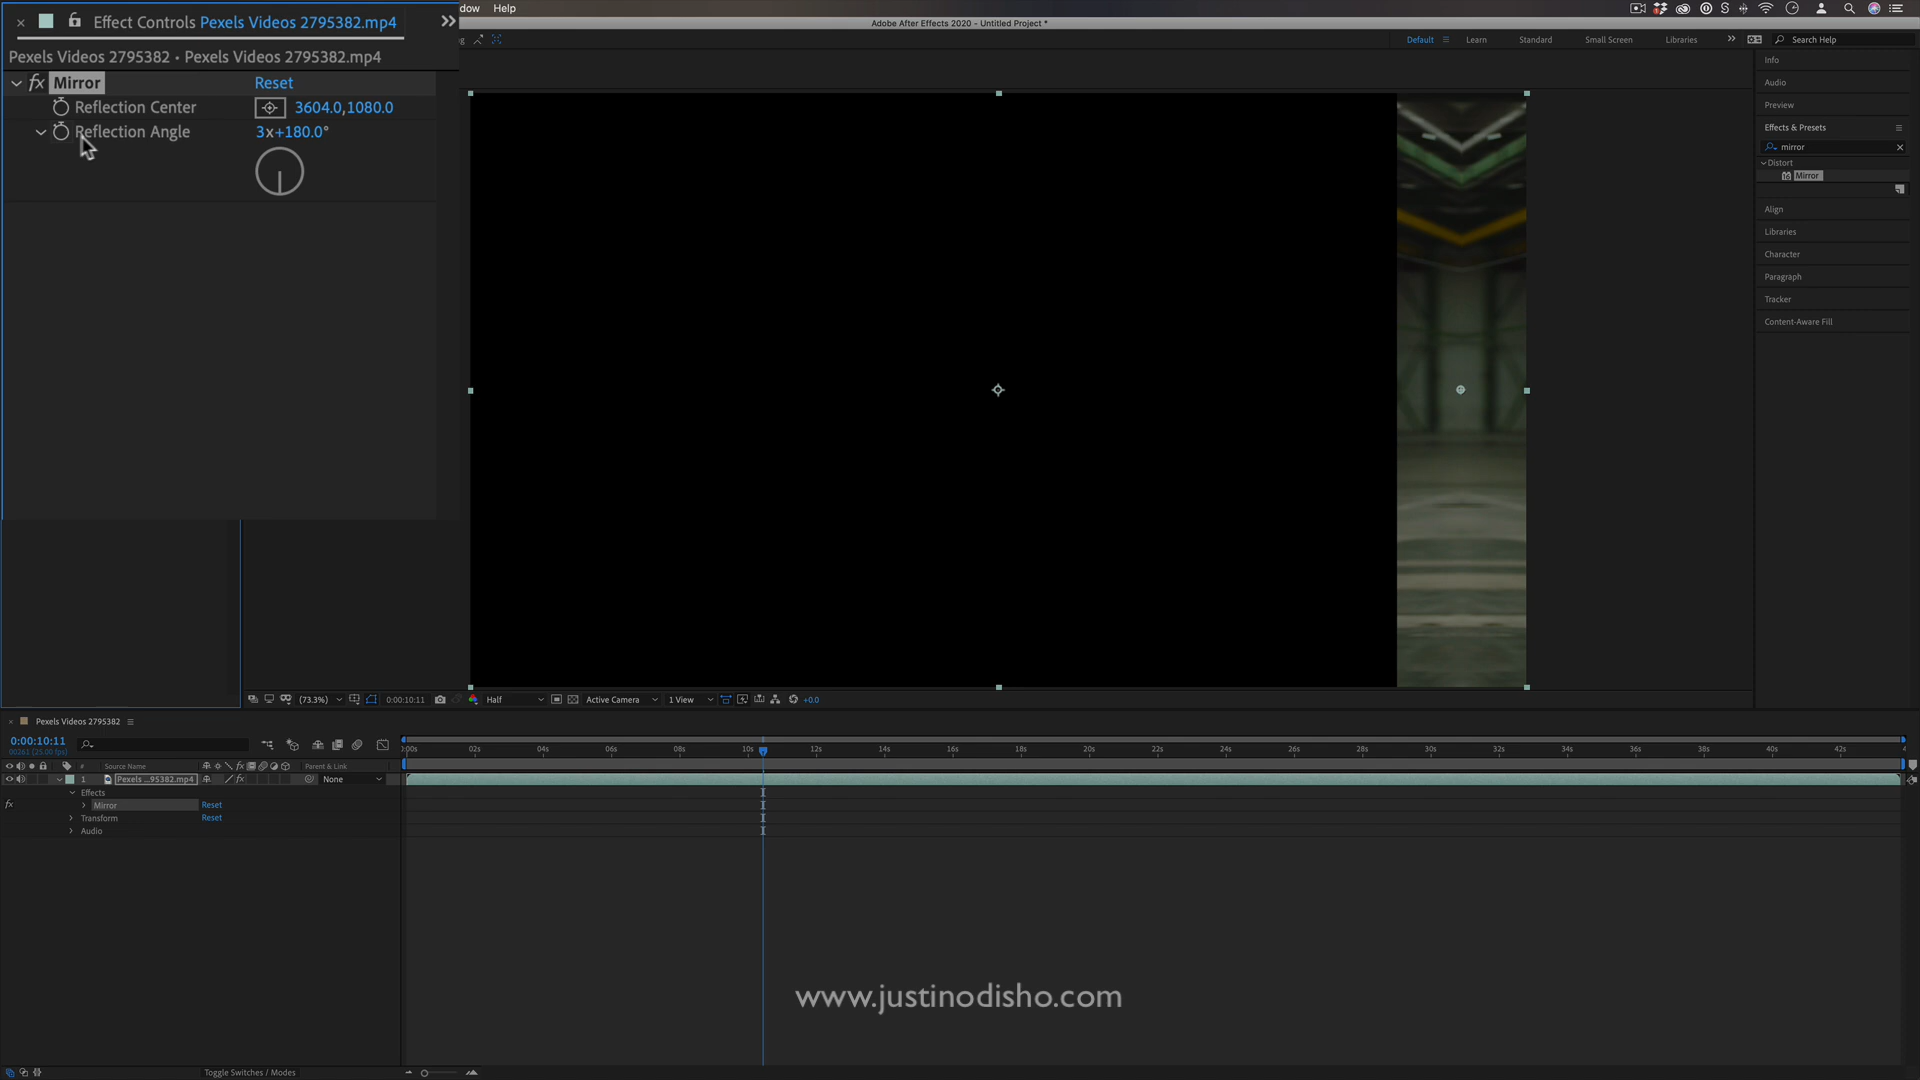 dow Help
Adobe After Effects 2020 - Untitled Project *
Effect Controls Pexels Videos 2795382.mp4
Default Learn Standard Small Screen Libraries Search Help
Pexels Videos 2795382 • Pexels Videos 2795382.mp4
fx Mirror Reset
Reflection Center 3604.0,1080.0
Reflection Angle 3x+180.0°
Info
Audio
Preview
Effects & Presets
mirror
Distort
Mirror
Align
Libraries
Character
Paragraph
Tracker
Content-Aware Fill
(73.3%) 0:00:10:11 Half Active Camera 1 View +0.0
Pexels Videos 2795382
0:00:10:11
00261 (25.00 fps)
:00s 02s 04s 06s 08s 10s 12s 14s 16s 18s 20s 22s 24s 26s 28s 30s 32s 34s 36s 38s 40s 42s 4
# Source Name Parent & Link
1 Pexels ...95382.mp4 None
Effects
fx Mirror Reset
Transform Reset
Audio
www.justinodisho.com
Toggle Switches / Modes